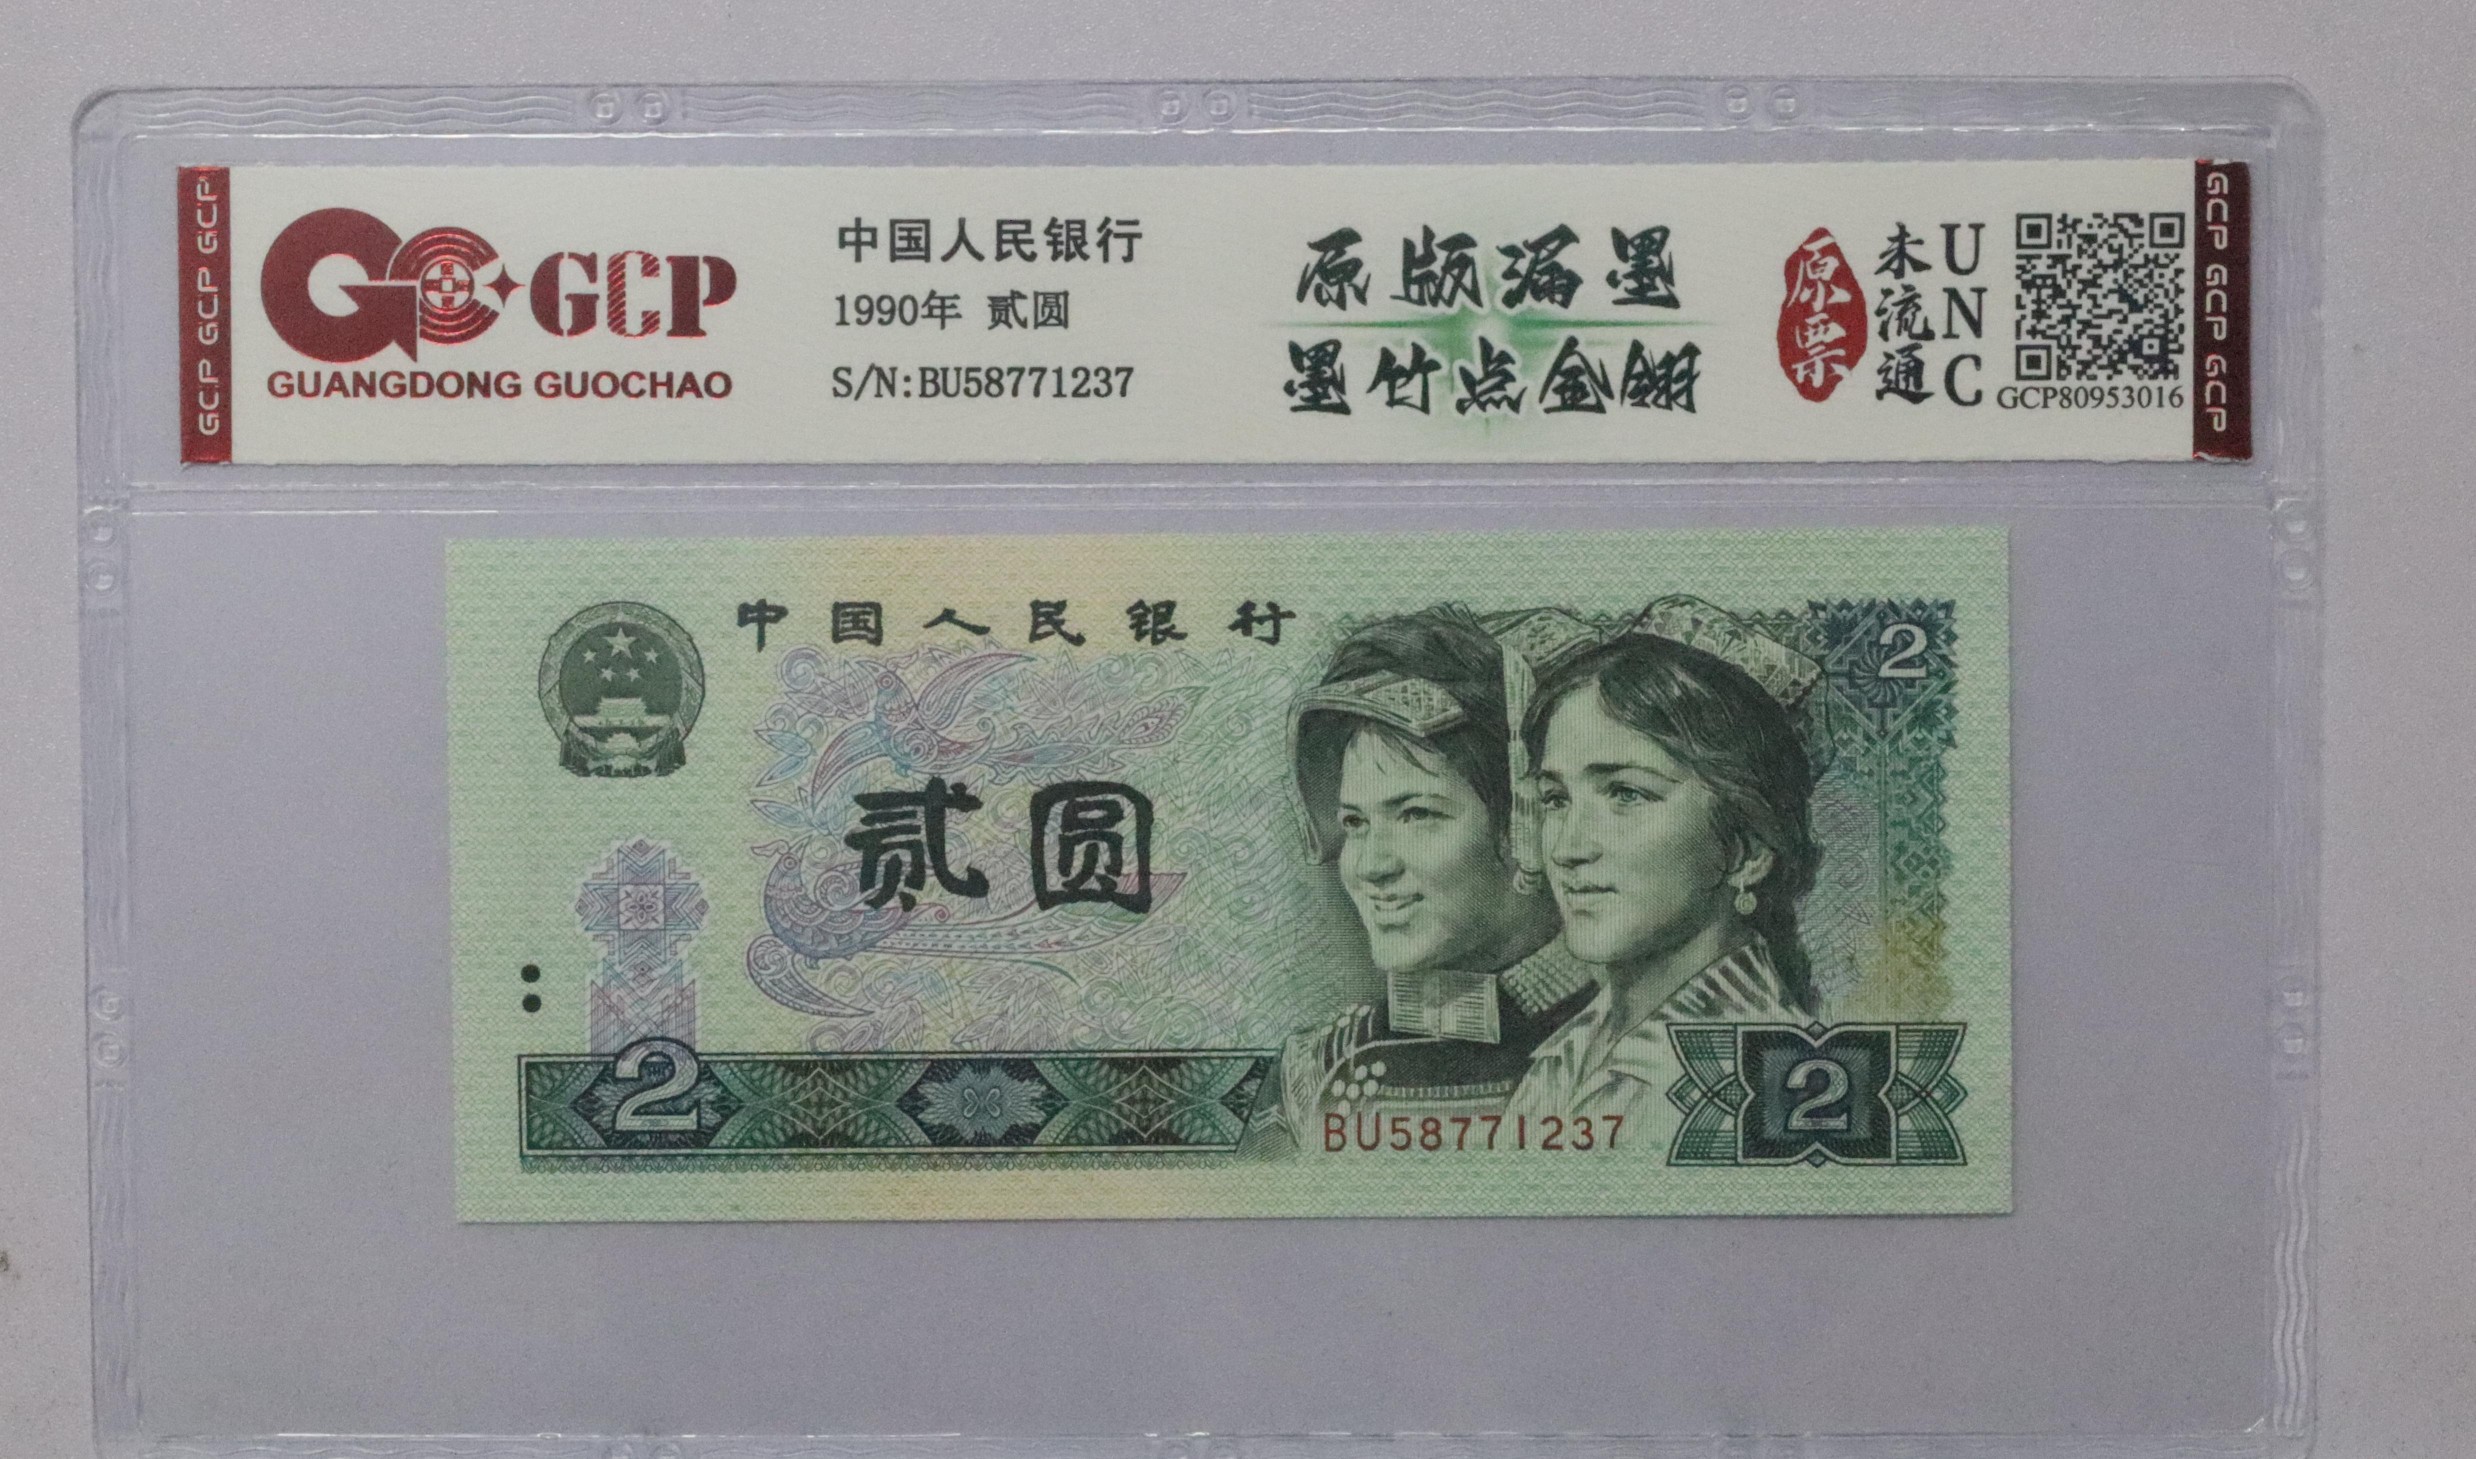 GCP GCP GCP
GCP
GUANGDONG GUOCHAO
中国人民银行
1990年 贰圆
S/N:BU58771237
原版漏墨
墨竹点金翎
原票
未流通
UNC
GCP80953016
GCP GCP GCP
中国人民银行
2
贰圆
2
BU58771237
2